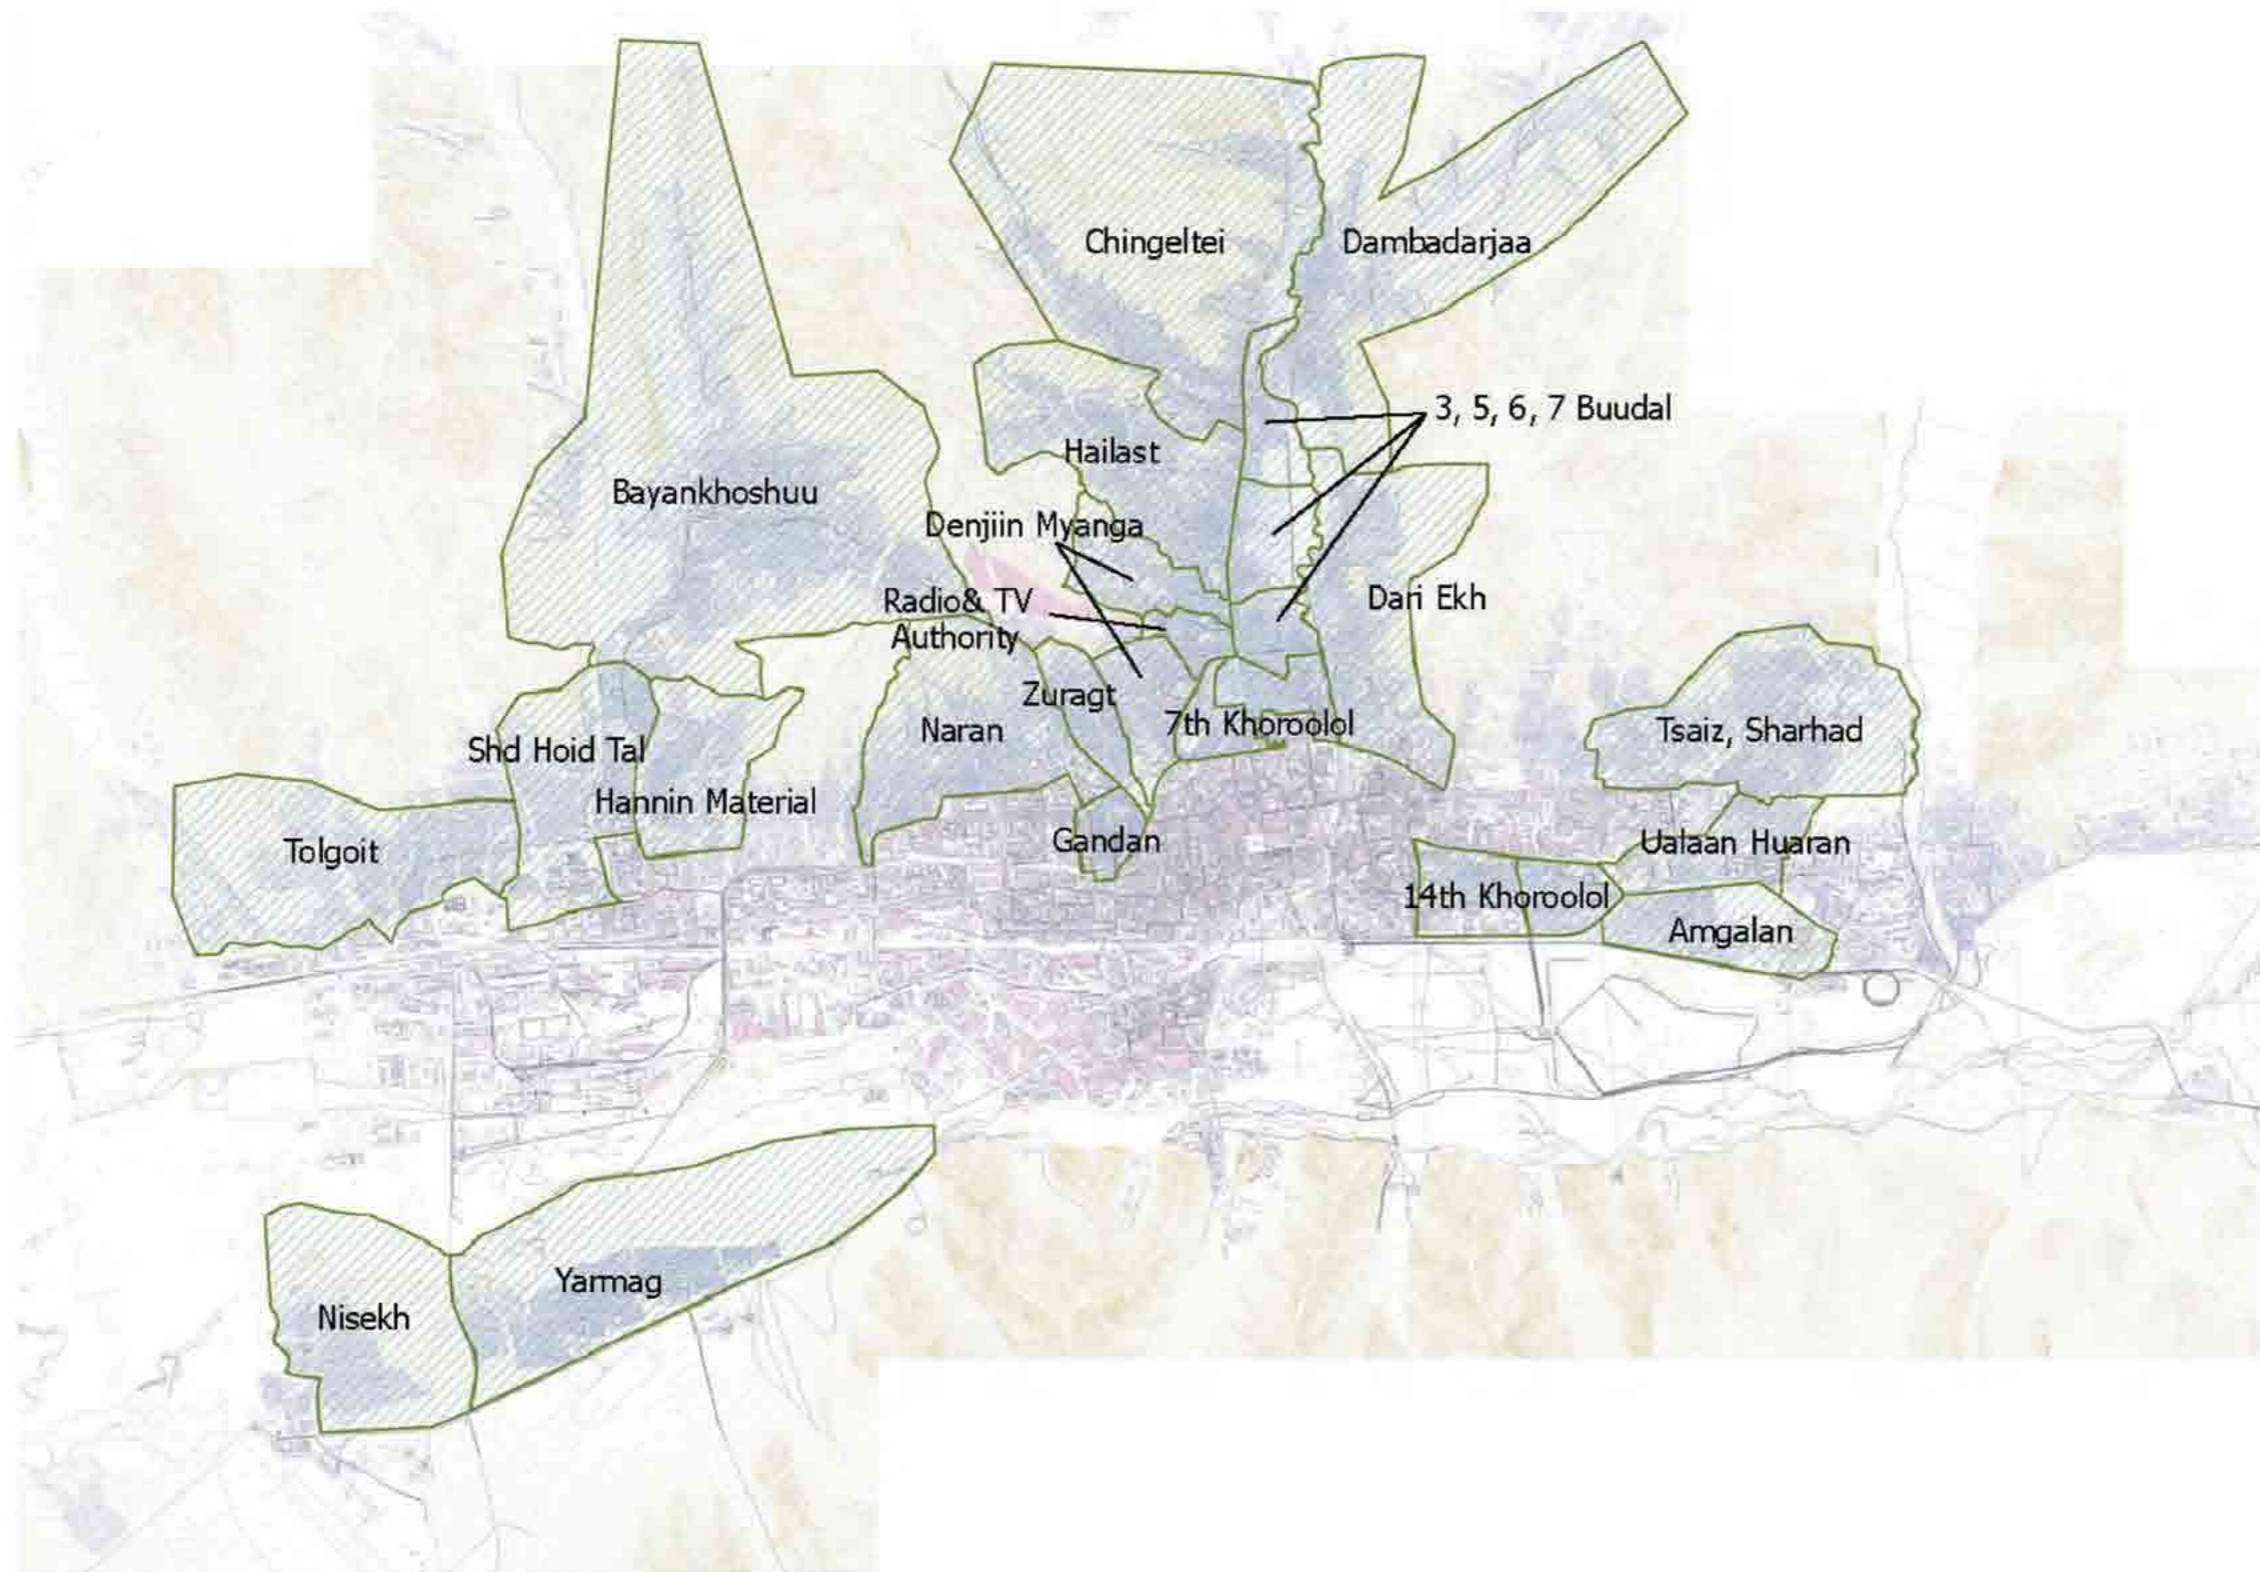 Chingeltei
Dambadarjaa
3, 5, 6, 7 Buudal
Hailast
Bayankhoshuu
Denjiin Myanga
Radio& TV
Authority
Dari Ekh
Zuragt
Naran
7th Khoroolol
Tsaiz, Sharhad
Shd Hoid Tal
Hannin Material
Tolgoit
Gandan
Ualaan Huaran
14th Khoroolol
Amgalan
Yarmag
Nisekh